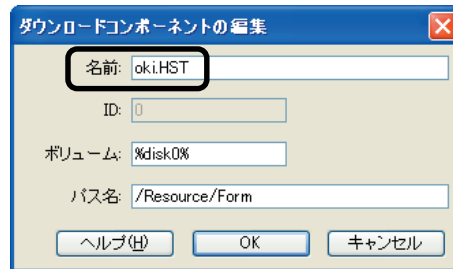 ダウンロードコンポーネントの編集
名前: oki.HST
ID: 0
ボリューム: %disk0%
パス名: /Resource/Form
ヘルプ(H) OK キャンセル